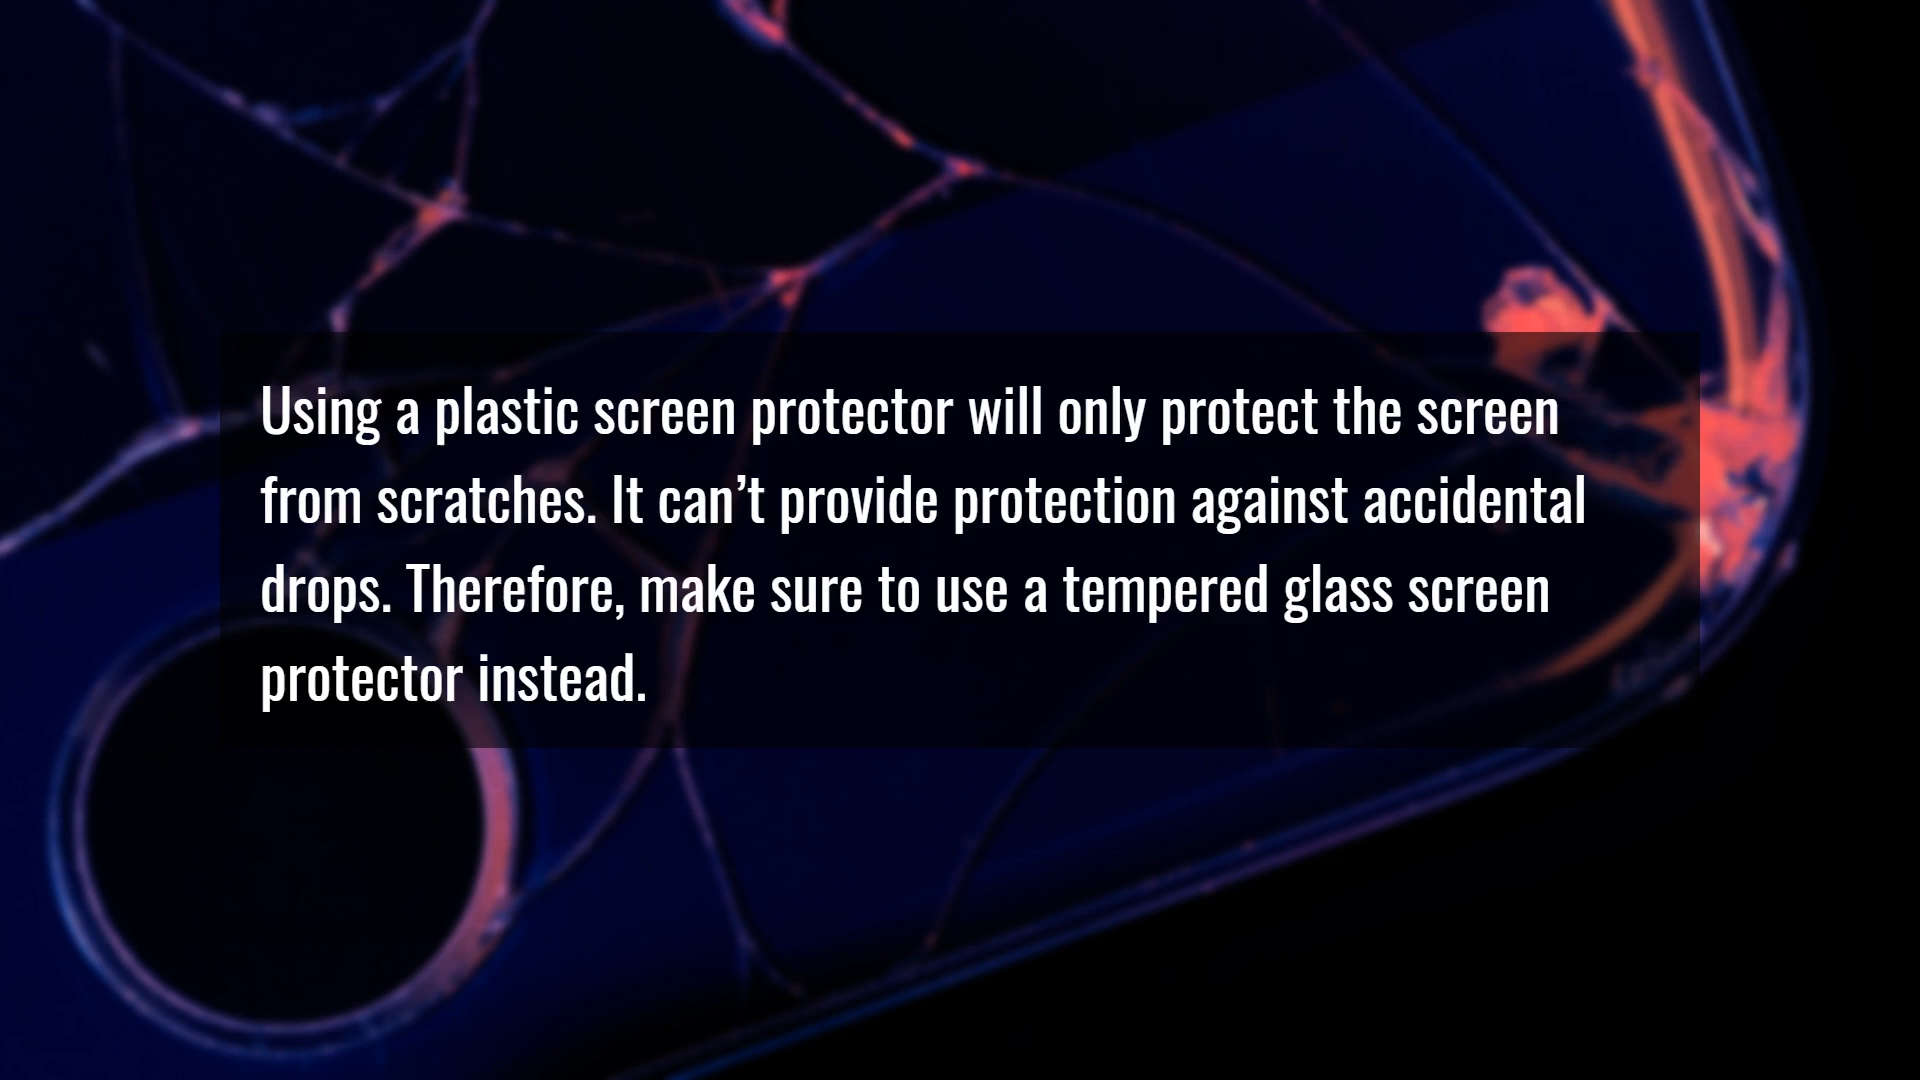 Using a plastic screen protector will only protect the screen
from scratches. It can’t provide protection against accidental
drops. Therefore, make sure to use a tempered glass screen
protector instead.